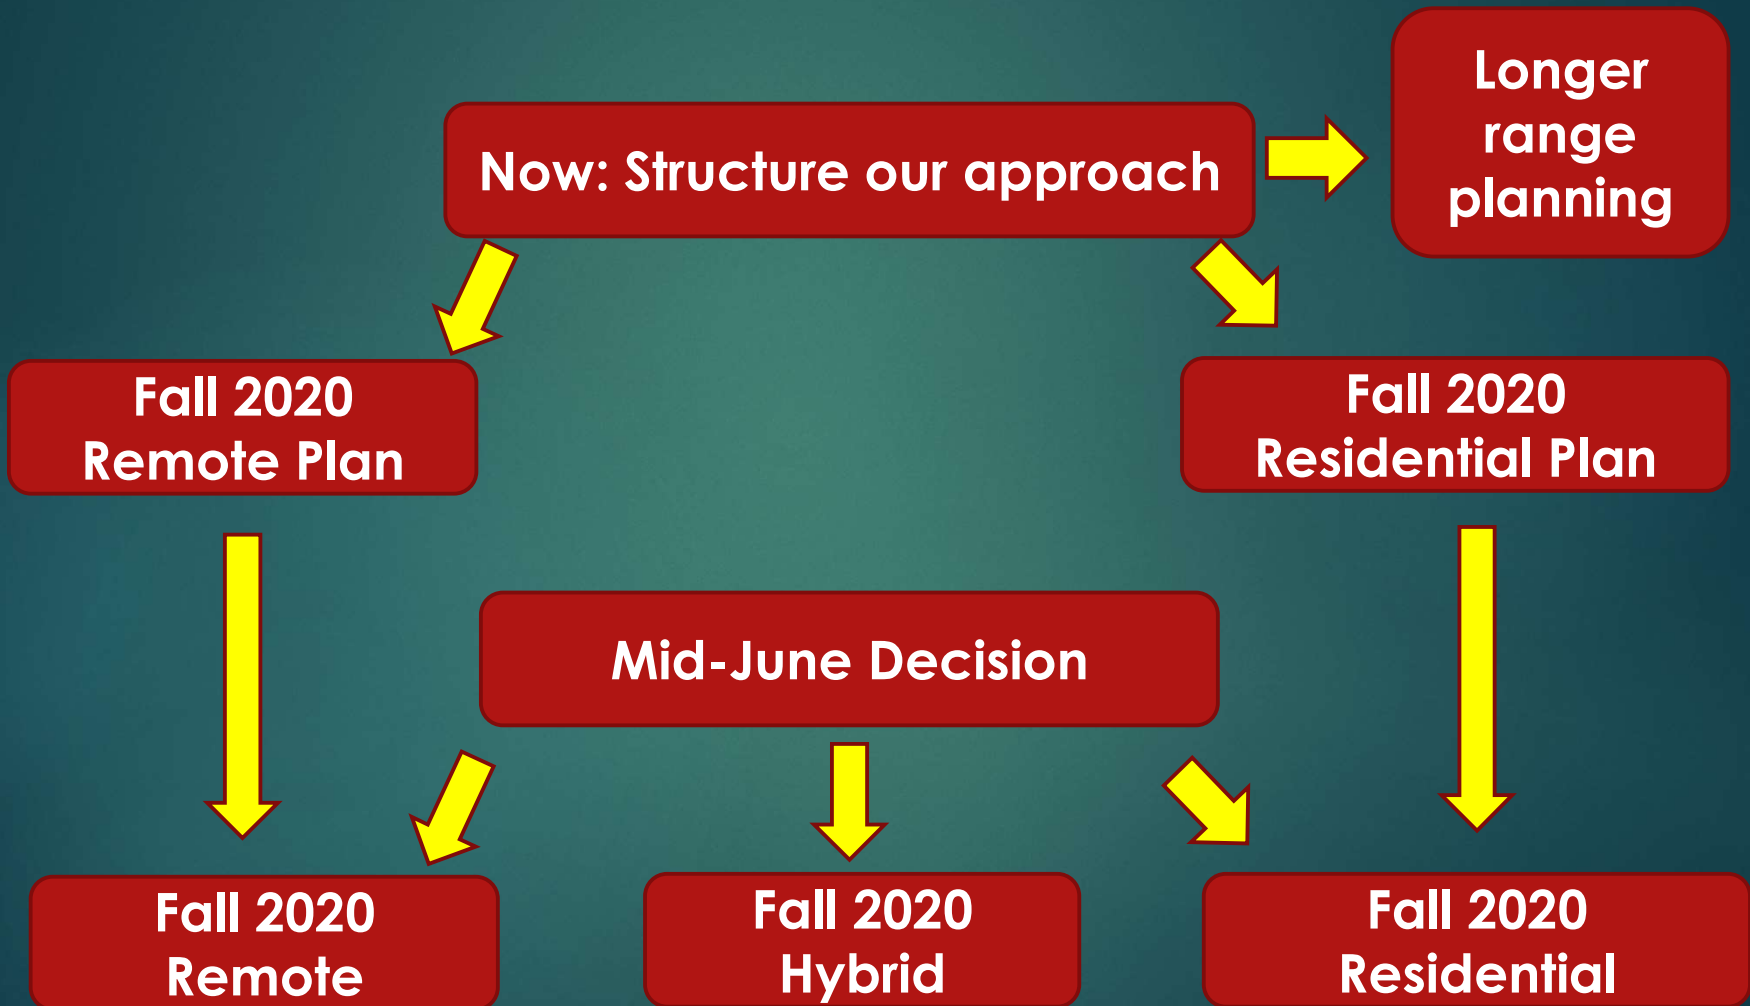 Longer
range
planning
Now: Structure our approach
Fall 2020
Remote Plan
Fall 2020
Residential Plan
Mid-June Decision
Fall 2020
Remote
Fall 2020
Hybrid
Fall 2020
Residential